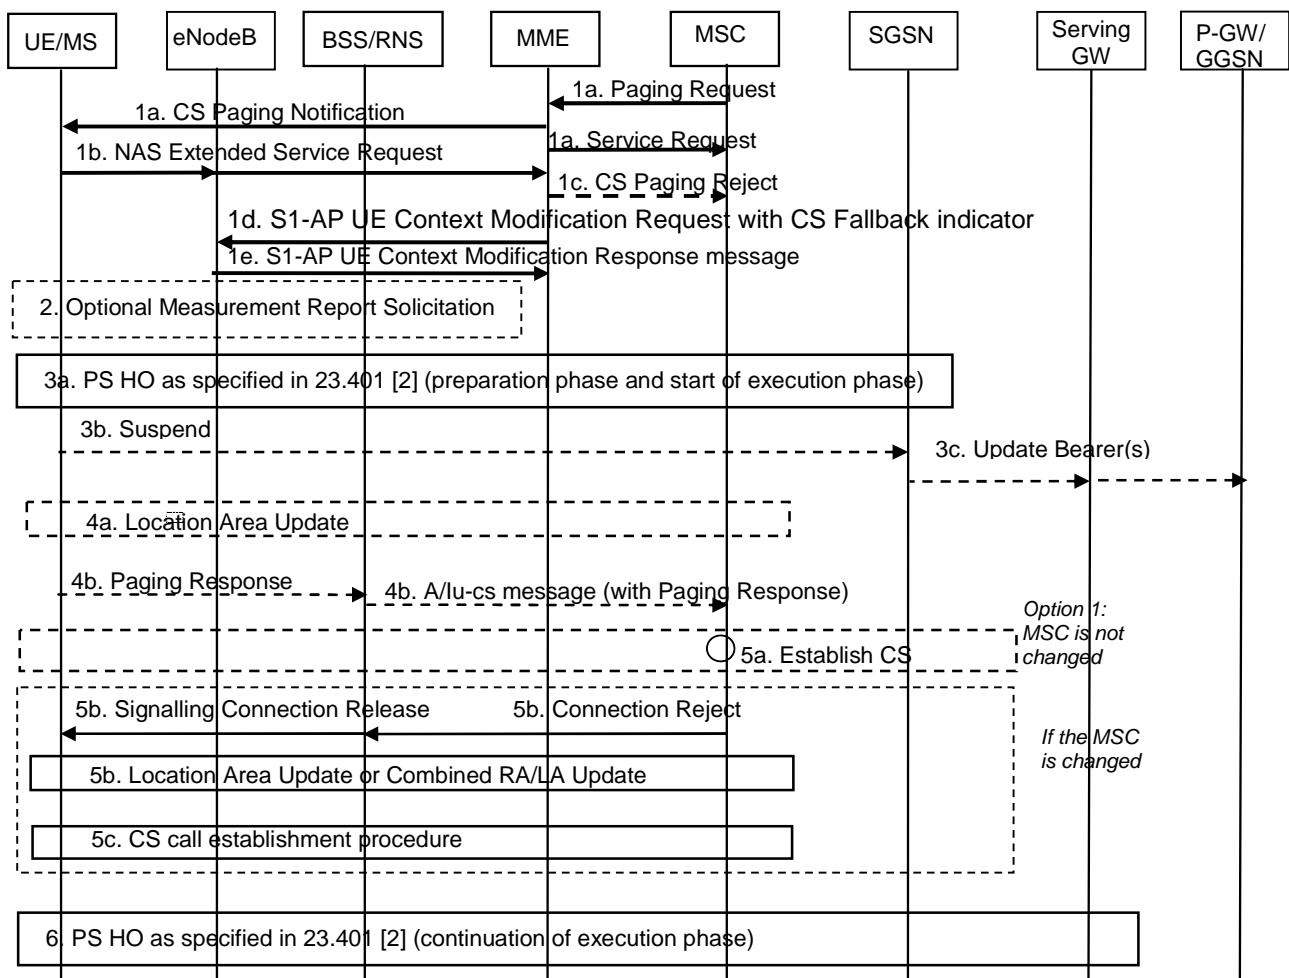 UE/MS
eNodeB
BSS/RNS
MME
MSC
SGSN
Serving
GW
P-GW/
GGSN
1a. Paging Request
1a. CS Paging Notification
1a. Service Request
1b. NAS Extended Service Request
1c. CS Paging Reject
1d. S1-AP UE Context Modification Request with CS Fallback indicator
1e. S1-AP UE Context Modification Response message
2. Optional Measurement Report Solicitation
3a. PS HO as specified in 23.401 [2] (preparation phase and start of execution phase)
3b. Suspend
3c. Update Bearer(s)
4a. Location Area Update
4b. Paging Response
4b. A/Iu-cs message (with Paging Response)
Option 1:
MSC is not
changed
5a. Establish CS
5b. Signalling Connection Release
5b. Connection Reject
If the MSC
is changed
5b. Location Area Update or Combined RA/LA Update
5c. CS call establishment procedure
6. PS HO as specified in 23.401 [2] (continuation of execution phase)